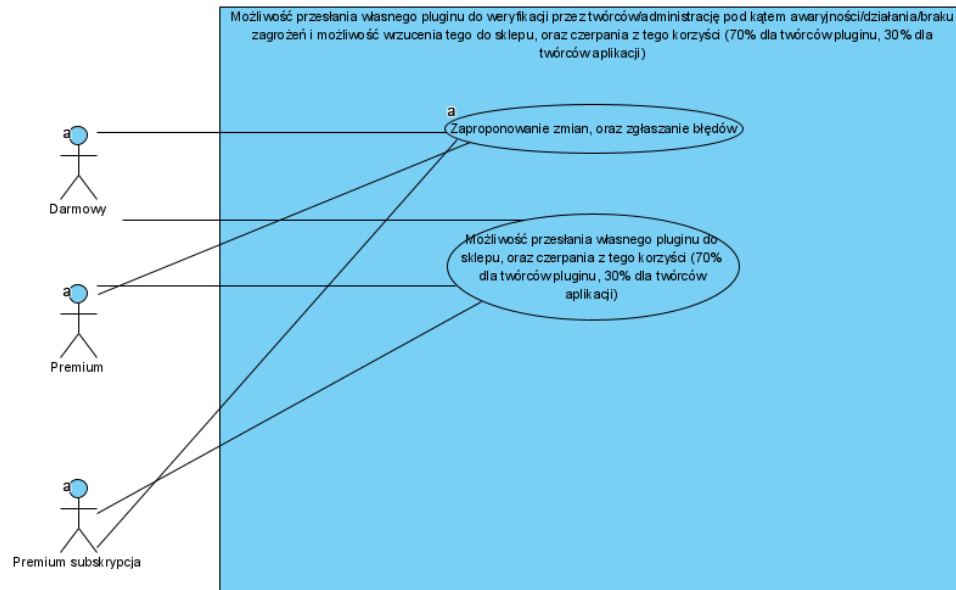 Możliwość przesłania własnego pluginu do weryfikacji przez twórców/administrację pod kątem awaryjności/działania/braku
zagrożeń i możliwość wrzucenia tego do sklepu, oraz czerpania z tego korzyści (70% dla twórców pluginu, 30% dla
twórców aplikacji)
a
Zaproponowanie zmian, oraz zgłaszanie błędów
a
Darmowy
Możliwość przesłania własnego pluginu do
sklepu, oraz czerpania z tego korzyści (70%
dla twórców pluginu, 30% dla twórców
aplikacji)
a
Premium
a
Premium subskrypcja